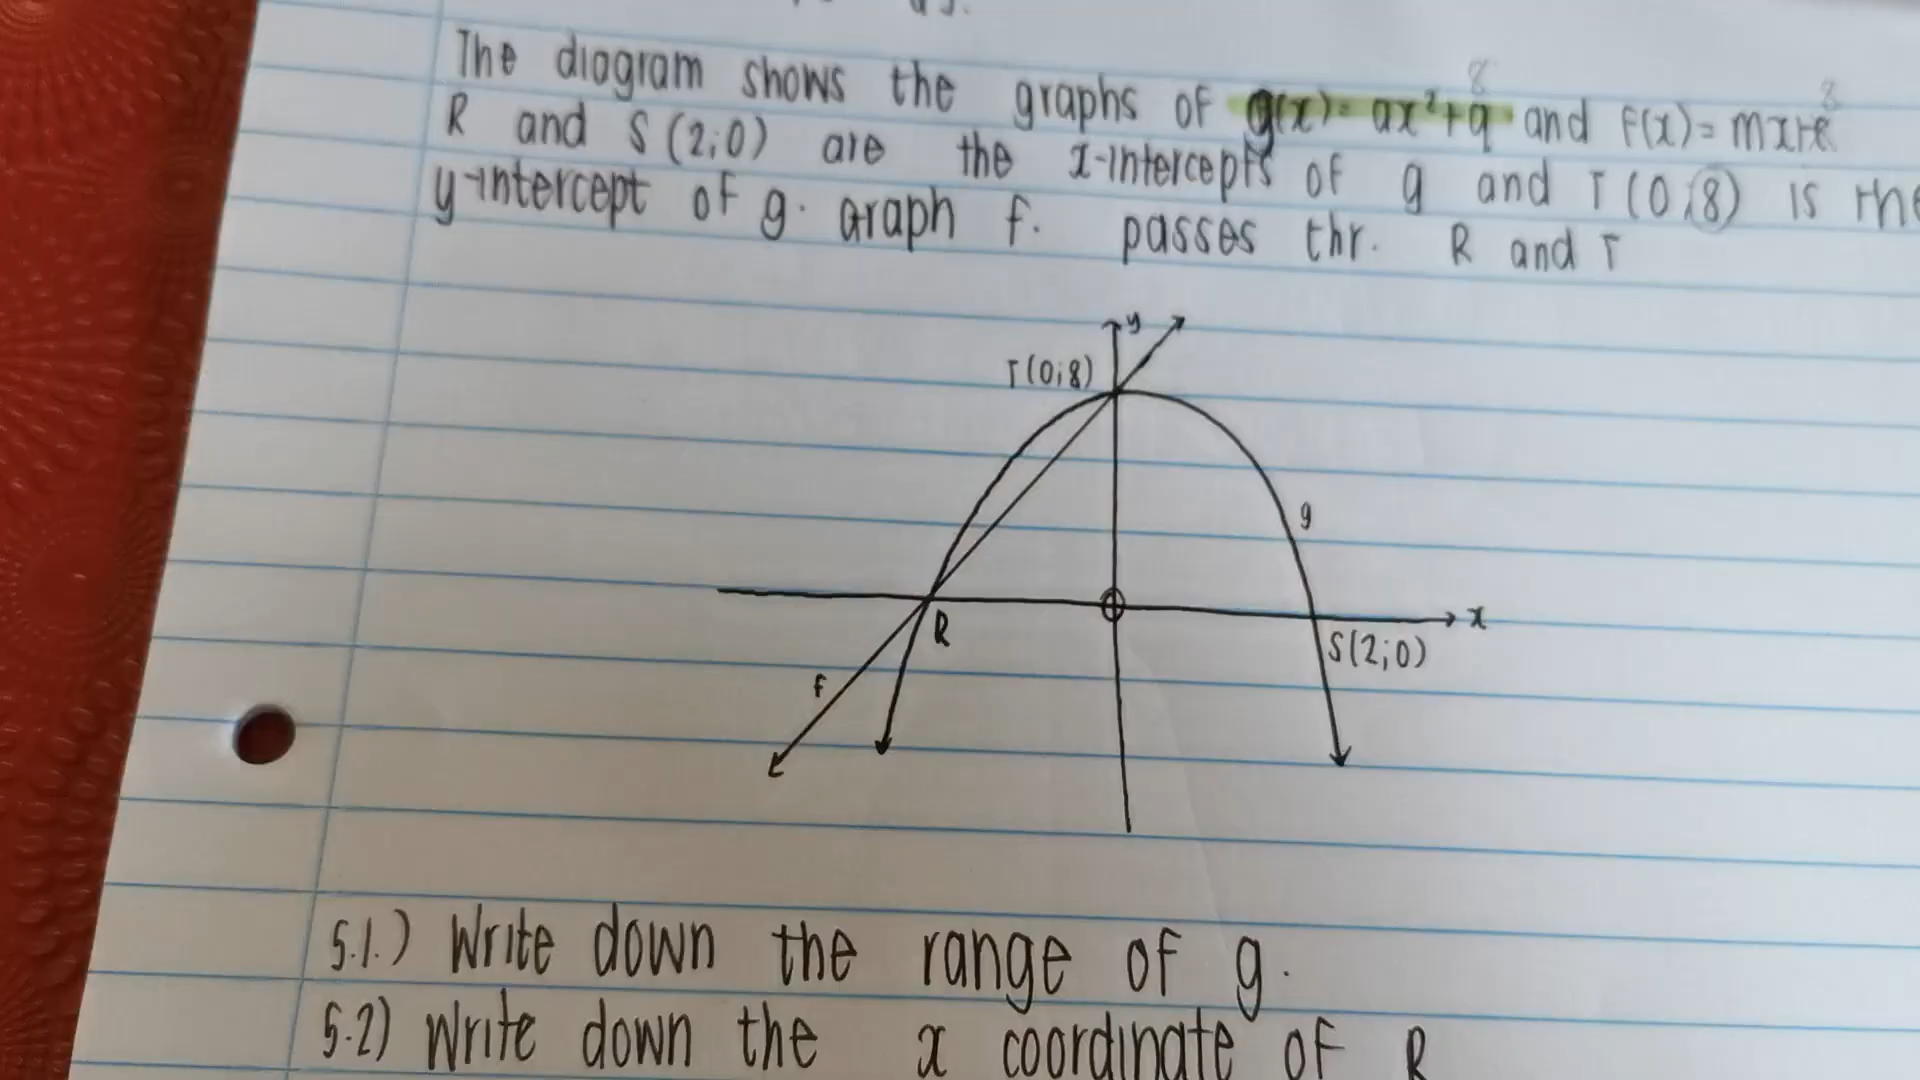 The diagram shows the graphs of g(x) = ax²+q and f(x) = mx+
8 8
R and S (2;0) are the x-intercepts of g and T (0;8) is the
y-intercept of g. Graph f. passes thr. R and T
y
T(0;8)
g
x
R
S(2;0)
f
5.1.) Write down the range of g.
5.2) Write down the x coordinate of R